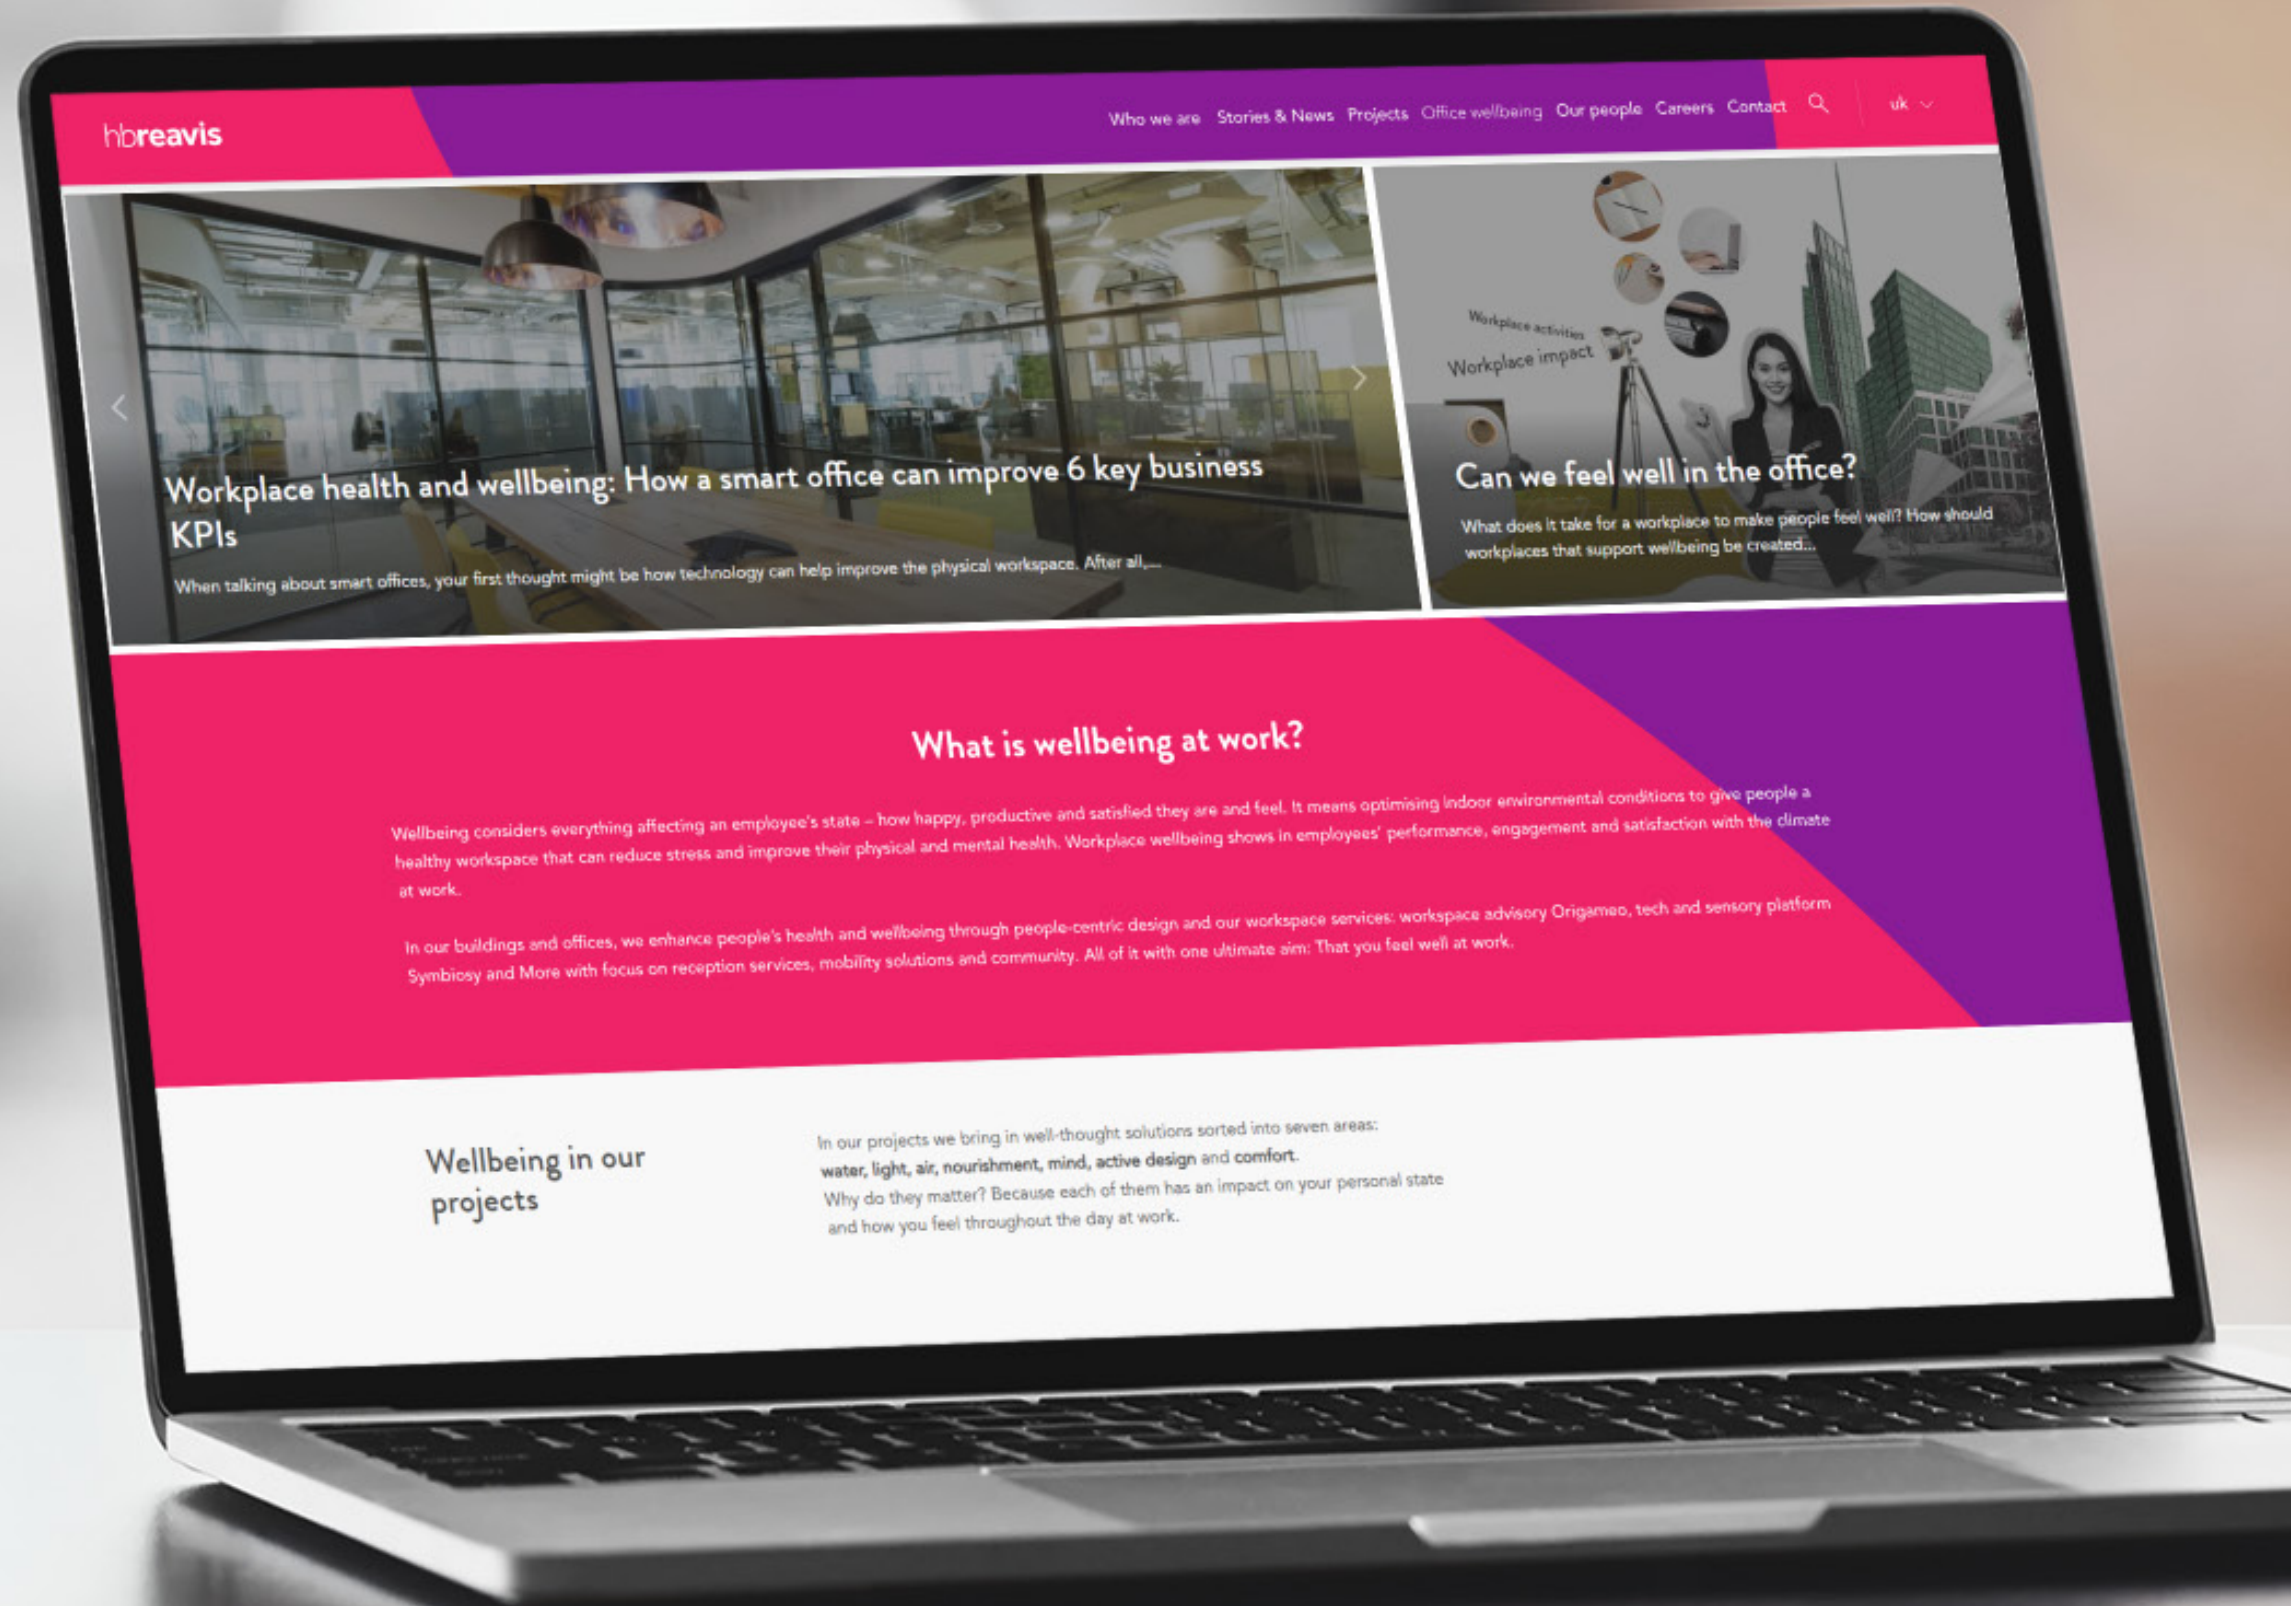 hbreavis
Who we are Stories & News Projects Office wellbeing Our people Careers Contact
uk
Workplace health and wellbeing: How a smart office can improve 6 key business
KPIs
When talking about smart offices, your first thought might be how technology can help improve the physical workspace. After all,...
Workplace activities
Workplace impact
Can we feel well in the office?
What does it take for a workplace to make people feel well? How should
workplaces that support wellbeing be created...
What is wellbeing at work?
Wellbeing considers everything affecting an employee's state – how happy, productive and satisfied they are and feel. It means optimising indoor environmental conditions to give people a
healthy workspace that can reduce stress and improve their physical and mental health. Workplace wellbeing shows in employees' performance, engagement and satisfaction with the climate
at work.
In our buildings and offices, we enhance people's health and wellbeing through people-centric design and our workspace services: workspace advisory Origameo, tech and sensory platform
Symbiosy and More with focus on reception services, mobility solutions and community. All of it with one ultimate aim: That you feel well at work.
Wellbeing in our
projects
In our projects we bring in well-thought solutions sorted into seven areas:
water, light, air, nourishment, mind, active design and comfort.
Why do they matter? Because each of them has an impact on your personal state
and how you feel throughout the day at work.